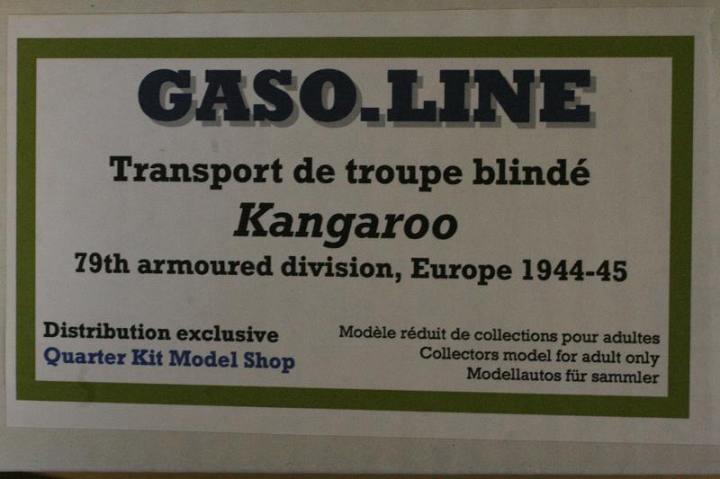 GASO.LINE
Transport de troupe blindé
Kangaroo
79th armoured division, Europe 1944-45
Distribution exclusive
Quarter Kit Model Shop
Modèle réduit de collections pour adultes
Collectors model for adult only
Modellautos für sammler